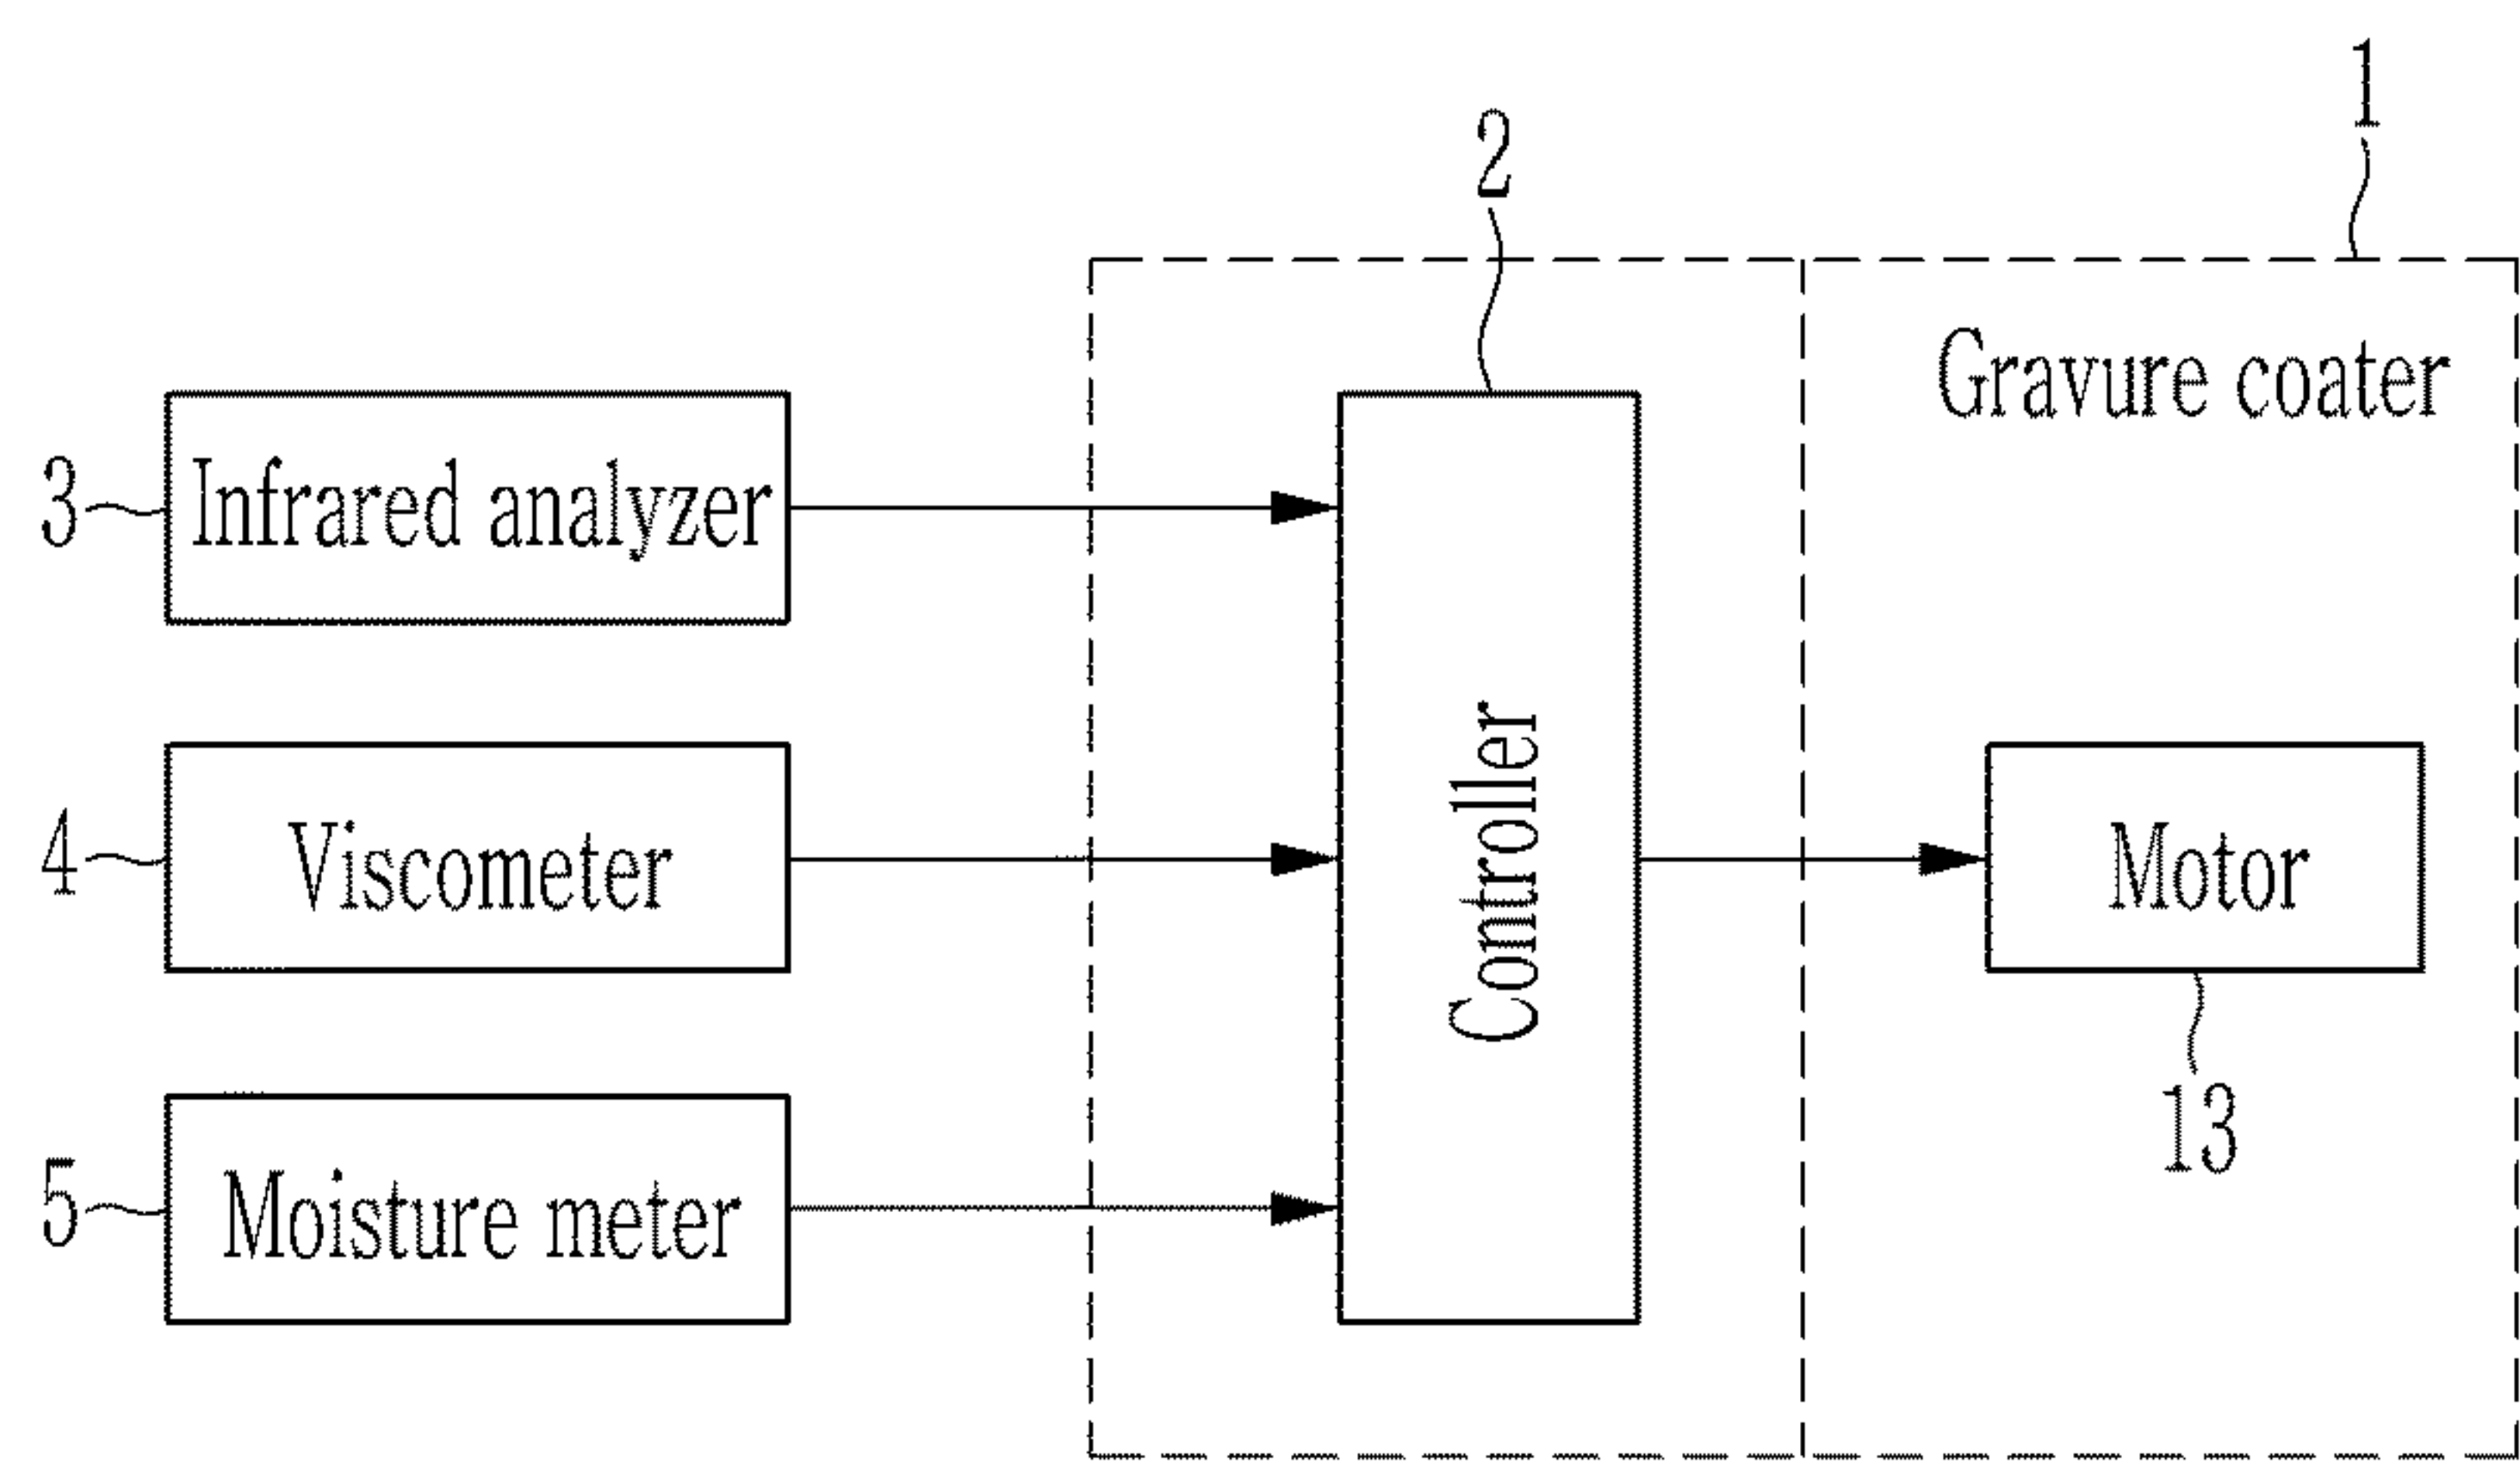 1
2
Gravure coater
3
Infrared analyzer
Controller
4
Viscometer
Motor
13
5
Moisture meter